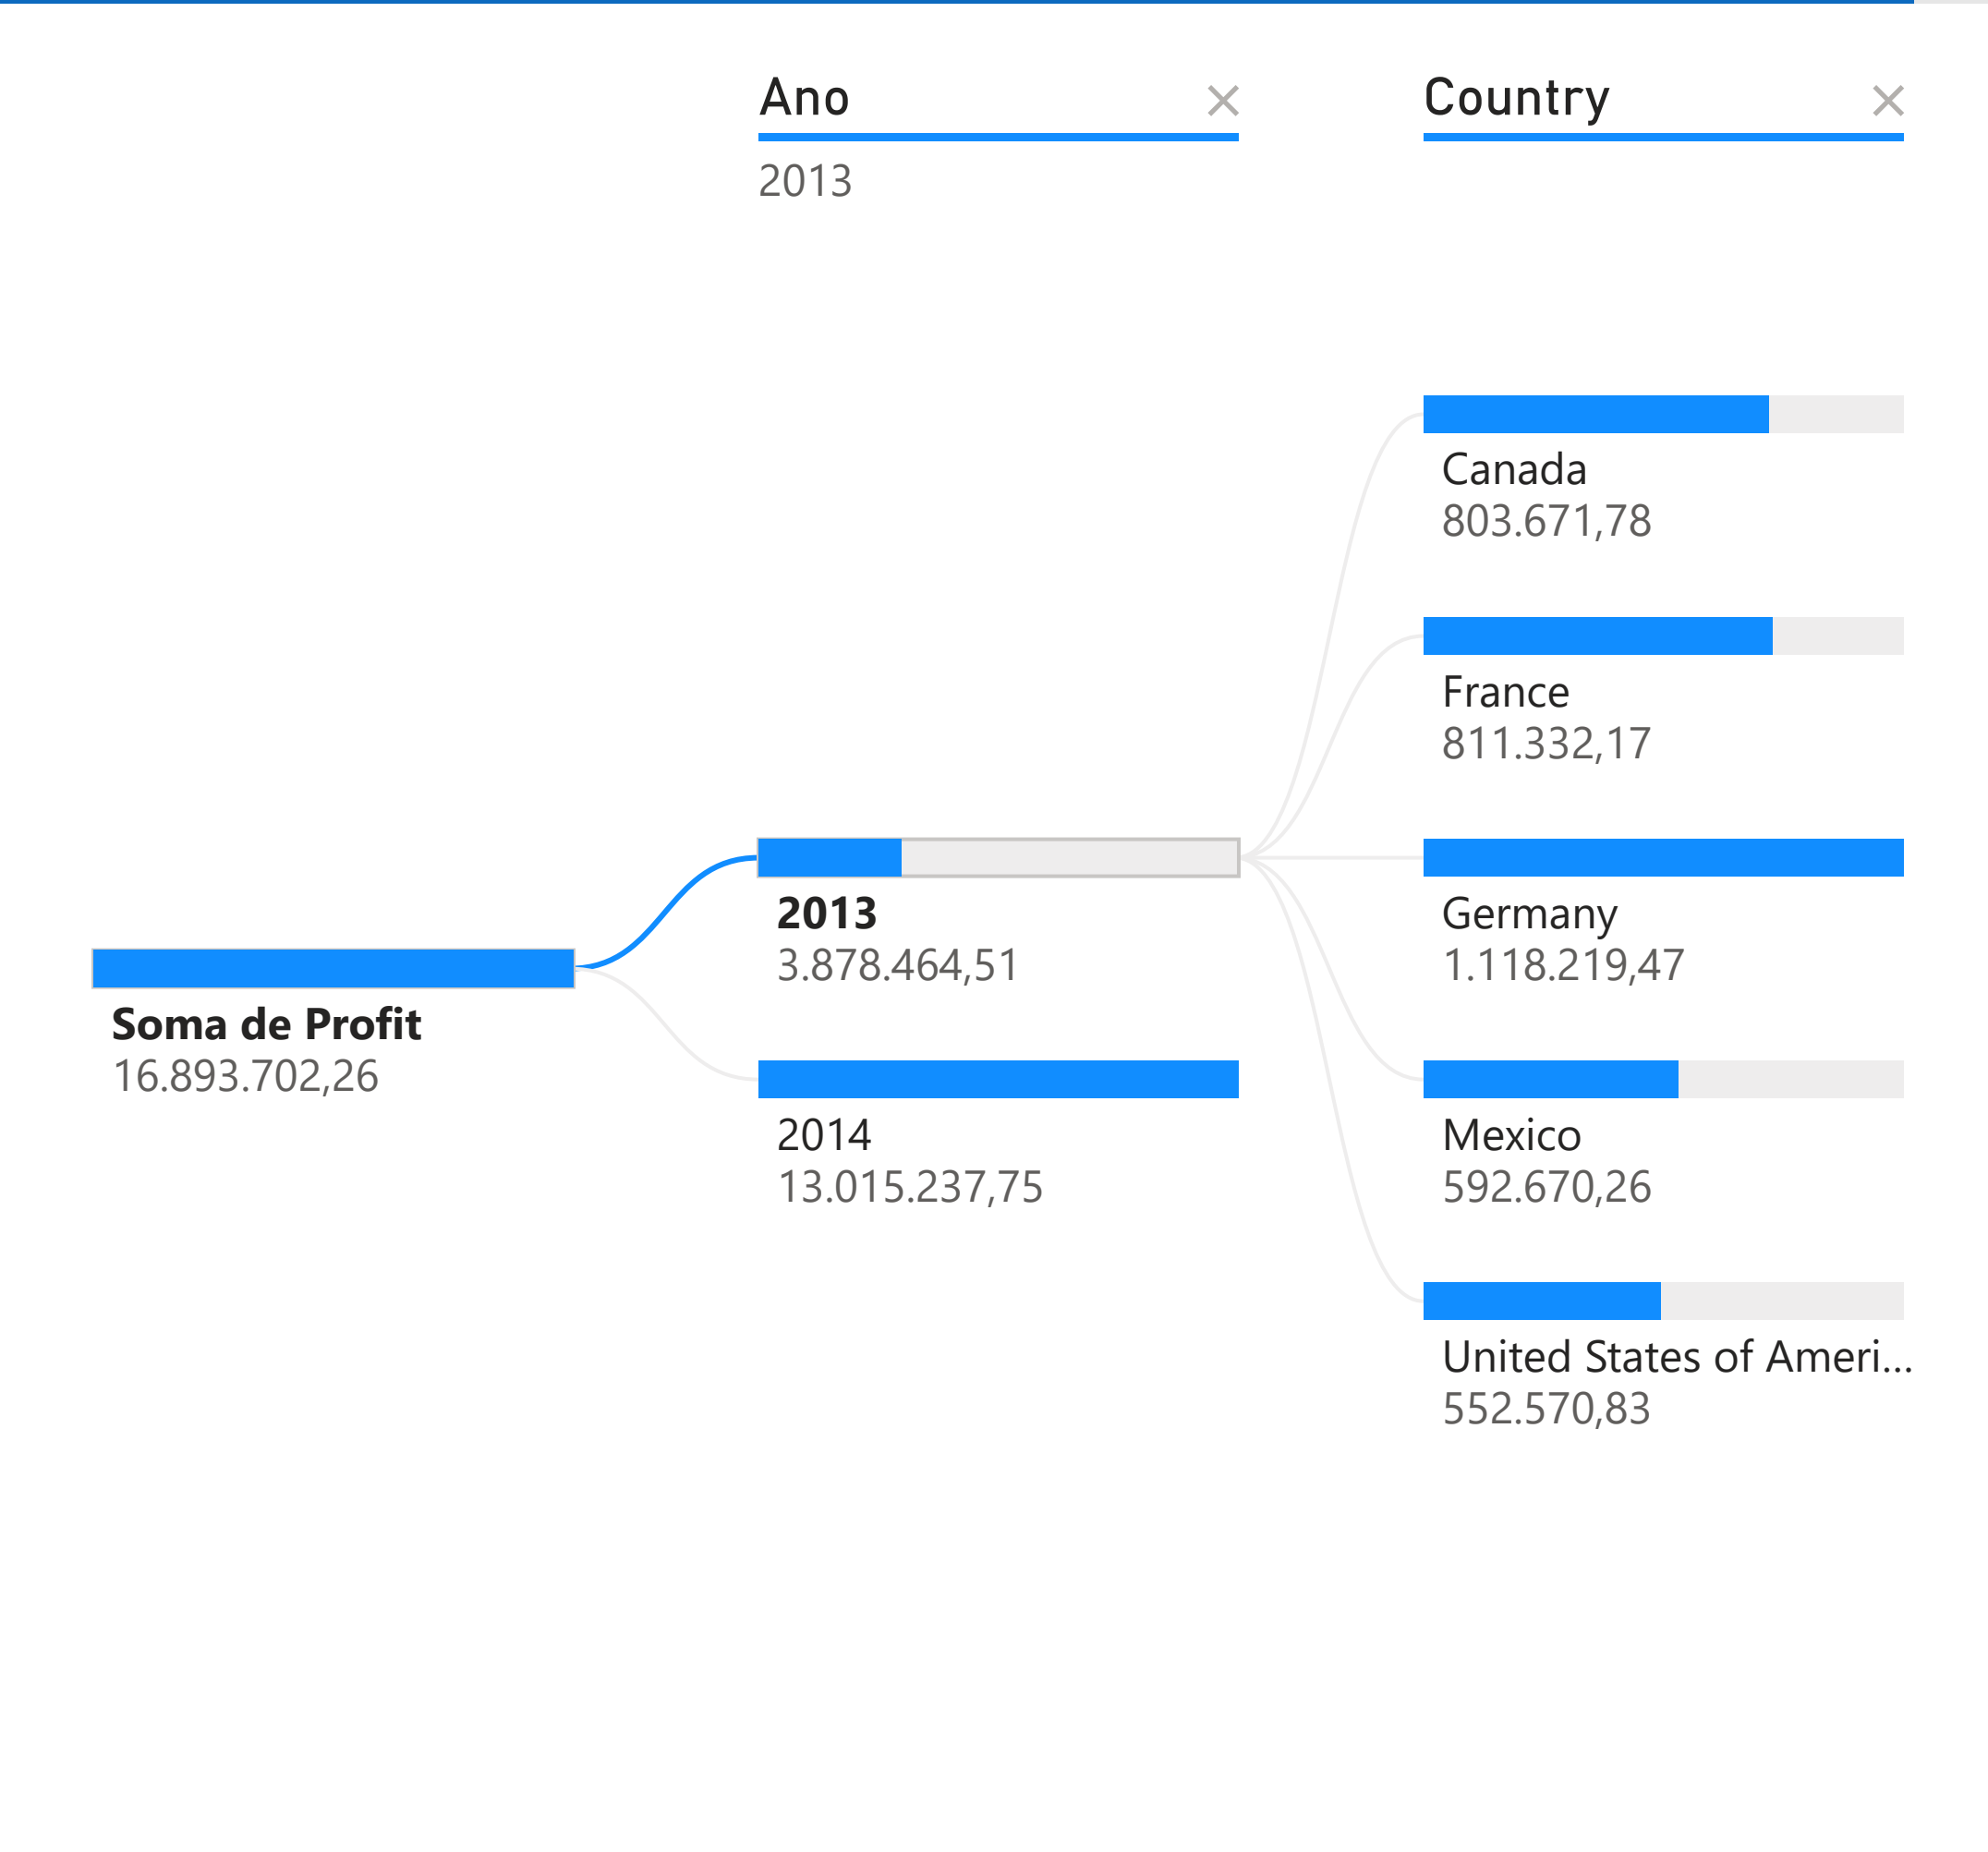 Ano
Country
2013
Canada
803.671,78
France
811.332,17
2013
3.878.464,51
Germany
1.118.219,47
Soma de Profit
16.893.702,26
2014
13.015.237,75
Mexico
592.670,26
United States of Ameri...
552.570,83